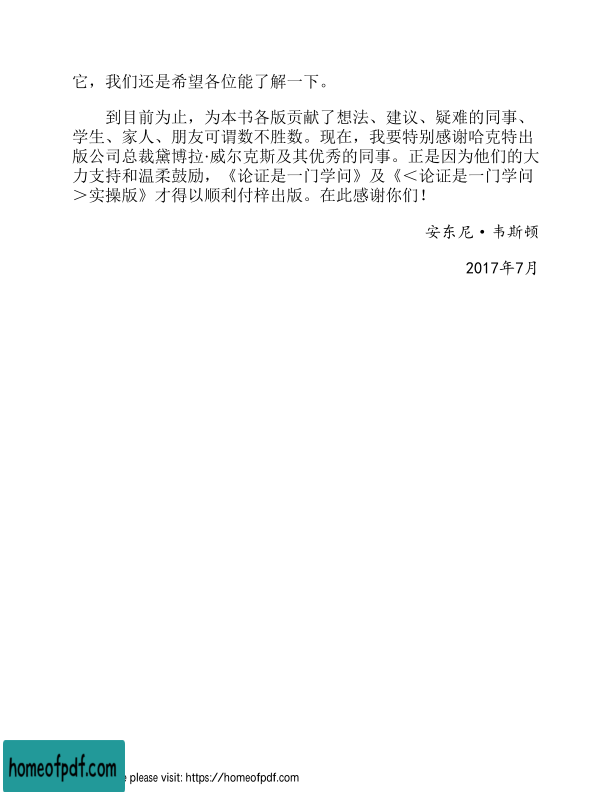 它，我们还是希望各位能了解一下。
到目前为止，为本书各版贡献了想法、建议、疑难的同事、
学生、家人、朋友可谓数不胜数。现在，我要特别感谢哈克特出
版公司总裁黛博拉·威尔克斯及其优秀的同事。正是因为他们的大
力支持和温柔鼓励，《论证是一门学问》及《＜论证是一门学问
＞实操版》才得以顺利付梓出版。在此感谢你们！
安东尼·韦斯顿
2017年7月
homeofpdf.com
e please visit: https://homeofpdf.com